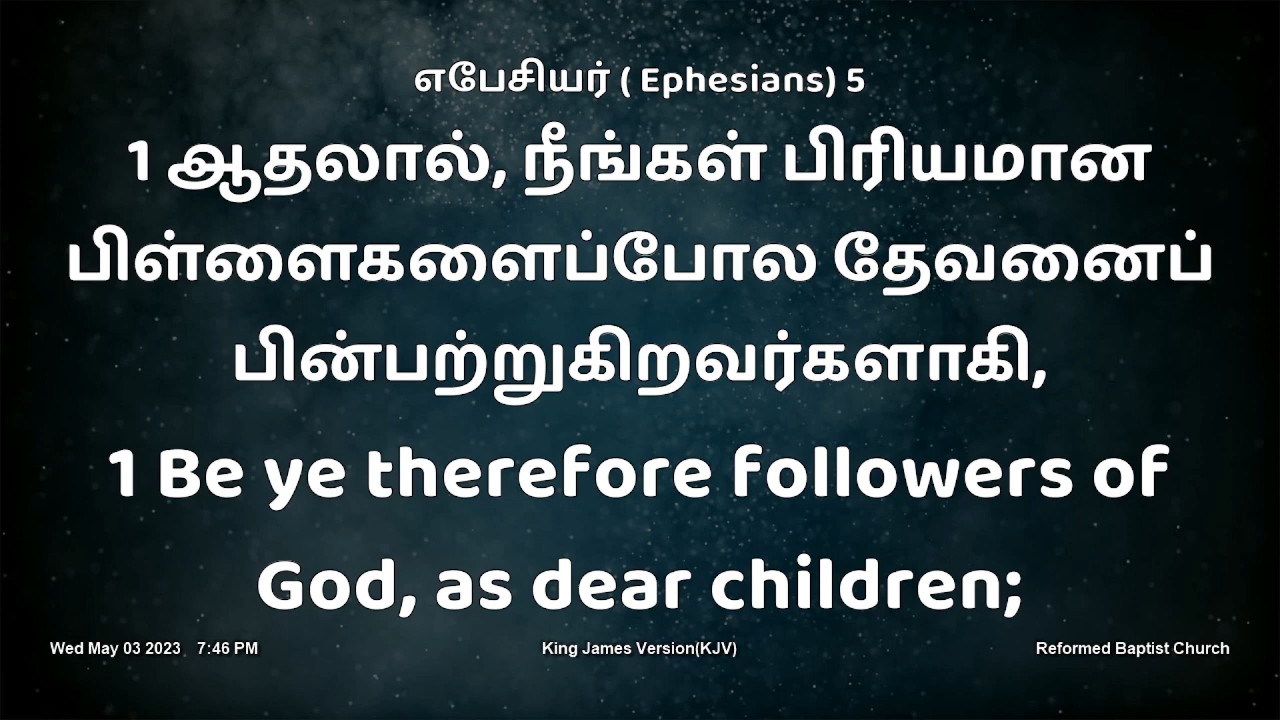 எபேசியர் ( Ephesians) 5
1 ஆதலால், நீங்கள் பிரியமான
பிள்ளைகளைப்போல தேவனைப்
பின்பற்றுகிறவர்களாகி,
1 Be ye therefore followers of
God, as dear children;
Wed May 03 2023 7:46 PM King James Version(KJV) Reformed Baptist Church